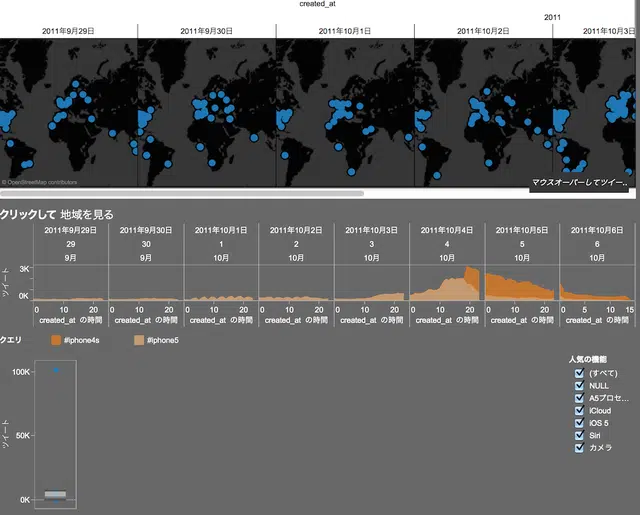 created_at
2011
2011年9月29日 2011年9月30日 2011年10月1日 2011年10月2日 2011年10月3日
© OpenStreetMap contributors
マウスオーバーしてツイー..
クリックして 地域を見る
2011年9月29日 2011年9月30日 2011年10月1日 2011年10月2日 2011年10月3日 2011年10月4日 2011年10月5日 2011年10月6日
29 30 1 2 3 4 5 6
9月 9月 10月 10月 10月 10月 10月 10月
ツイート
3K
0K
0 10 20 0 10 20 0 10 20 0 10 20 0 10 20 0 10 20 0 10 20 0 5 10 15
created_at の時間 created_at の時間 created_at の時間 created_at の時間 created_at の時間 created_at の時間 created_at の時間 created_at の時間
クエリ #iphone4s #iphone5
ツイート
100K
50K
0K
人気の機能
(すべて)
NULL
A5プロセ...
iCloud
iOS 5
Siri
カメラ